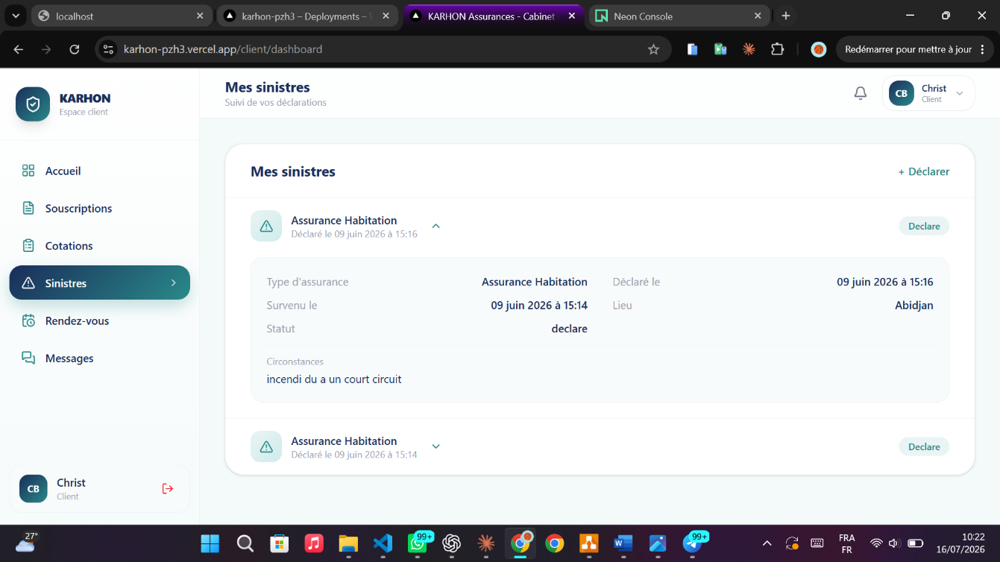 localhost
karhon-pzh3 – Deployments – V
KARHON Assurances - Cabinet
Neon Console
karhon-pzh3.vercel.app/client/dashboard
Redémarrer pour mettre à jour
KARHON
Espace client
Mes sinistres
Suivi de vos déclarations
CB
Christ
Client
Accueil
Souscriptions
Cotations
Sinistres
Rendez-vous
Messages
Mes sinistres
+ Déclarer
Assurance Habitation
Déclaré le 09 juin 2026 à 15:16
Declare
Type d'assurance
Assurance Habitation
Déclaré le
09 juin 2026 à 15:16
Survenu le
09 juin 2026 à 15:14
Lieu
Abidjan
Statut
declare
Circonstances
incendi du a un court circuit
Assurance Habitation
Déclaré le 09 juin 2026 à 15:14
Declare
CB
Christ
Client
27°
99+
W
99+
FRA
FR
10:22
16/07/2026